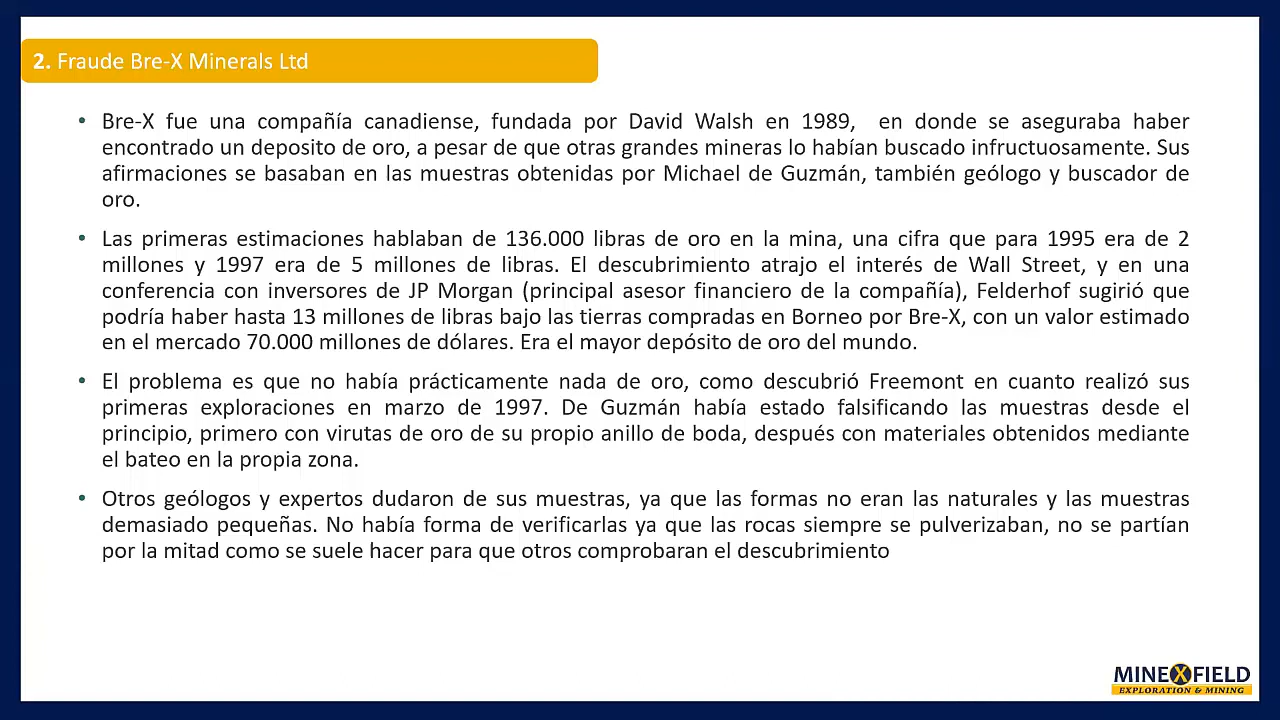 2. Fraude Bre-X Minerals Ltd
• Bre-X fue una compañía canadiense, fundada por David Walsh en 1989, en donde se aseguraba haber
encontrado un deposito de oro, a pesar de que otras grandes mineras lo habían buscado infructuosamente. Sus
afirmaciones se basaban en las muestras obtenidas por Michael de Guzmán, también geólogo y buscador de
oro.
• Las primeras estimaciones hablaban de 136.000 libras de oro en la mina, una cifra que para 1995 era de 2
millones y 1997 era de 5 millones de libras. El descubrimiento atrajo el interés de Wall Street, y en una
conferencia con inversores de JP Morgan (principal asesor financiero de la compañía), Felderhof sugirió que
podría haber hasta 13 millones de libras bajo las tierras compradas en Borneo por Bre-X, con un valor estimado
en el mercado 70.000 millones de dólares. Era el mayor depósito de oro del mundo.
• El problema es que no había prácticamente nada de oro, como descubrió Freemont en cuanto realizó sus
primeras exploraciones en marzo de 1997. De Guzmán había estado falsificando las muestras desde el
principio, primero con virutas de oro de su propio anillo de boda, después con materiales obtenidos mediante
el bateo en la propia zona.
• Otros geólogos y expertos dudaron de sus muestras, ya que las formas no eran las naturales y las muestras
demasiado pequeñas. No había forma de verificarlas ya que las rocas siempre se pulverizaban, no se partían
por la mitad como se suele hacer para que otros comprobaran el descubrimiento
MINEXFIELD
EXPLORATION & MINING